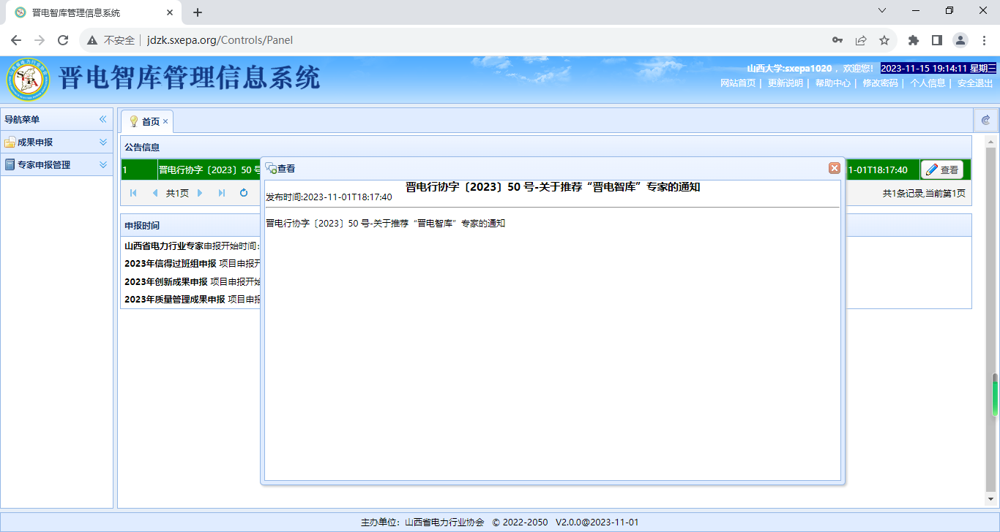 晋电智库管理信息系统
不安全 jdzk.sxepa.org/Controls/Panel
晋电智库管理信息系统
山西大学:sxepa1020 ，欢迎您！ 2023-11-15 19:14:11 星期三
网站首页 | 更新说明 | 帮助中心 | 修改密码 | 个人信息 | 安全退出
导航菜单
成果申报
专家申报管理
首页
公告信息
1 晋电行协字〔2023〕50 号
1-01T18:17:40 查看
共1页
共1条记录,当前第1页
申报时间
山西省电力行业专家申报开始时间:
2023年信得过班组申报 项目申报开
2023年创新成果申报 项目申报开始
2023年质量管理成果申报 项目申报
查看
晋电行协字〔2023〕50 号-关于推荐“晋电智库”专家的通知
发布时间:2023-11-01T18:17:40
晋电行协字〔2023〕50 号-关于推荐“晋电智库”专家的通知
主办单位：山西省电力行业协会 © 2022-2050 V2.0.0@2023-11-01